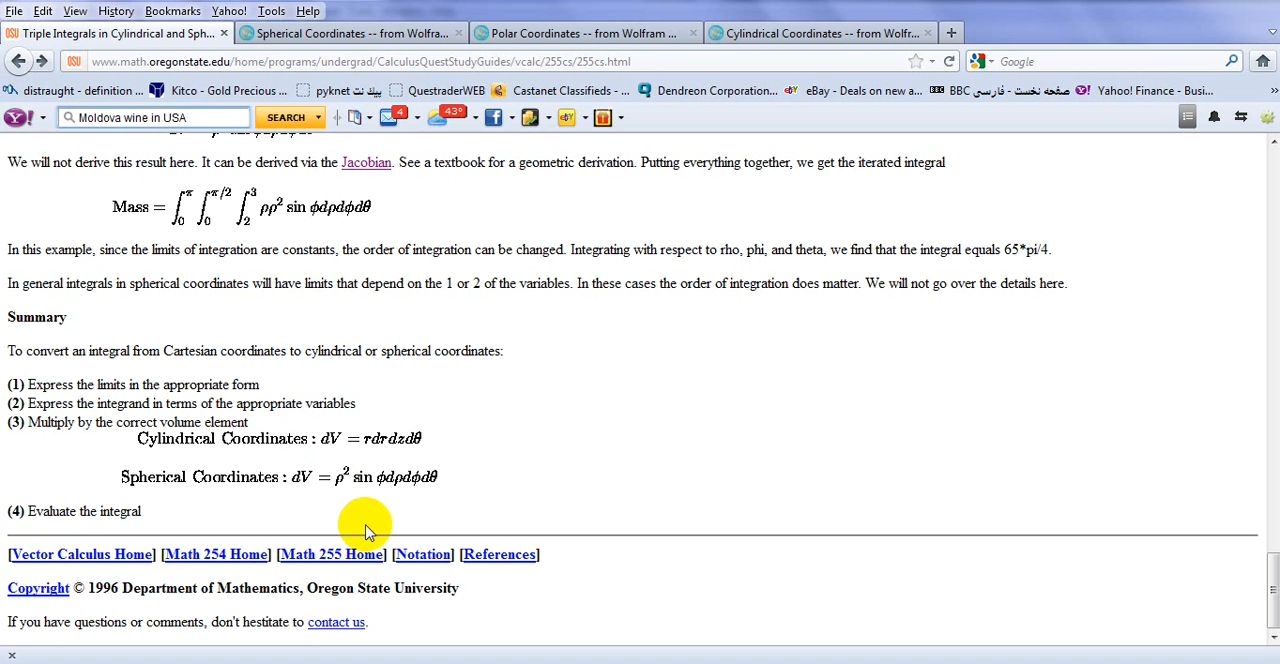 File Edit View History Bookmarks Yahoo! Tools Help
OSU Triple Integrals in Cylindrical and Sph... × Spherical Coordinates -- from Wolfra... × Polar Coordinates -- from Wolfram ... × Cylindrical Coordinates -- from Wolfr... × +
OSU www.math.oregonstate.edu/home/programs/undergrad/CalculusQuestStudyGuides/vcalc/255cs/255cs.html Google
distraught - definition ... Kitco - Gold Precious ... pyknet پیک نت QuestraderWEB Castanet Classifieds - ... Dendreon Corporation... eBay - Deals on new a... BBC صفحه نخست - فارسی Yahoo! Finance - Busi... »
Y! Moldova wine in USA SEARCH 4 43°
We will not derive this result here. It can be derived via the Jacobian. See a textbook for a geometric derivation. Putting everything together, we get the iterated integral
Mass = ∫₀^π ∫₀^π/2 ∫₂³ ρρ² sin ϕdρdϕdθ
In this example, since the limits of integration are constants, the order of integration can be changed. Integrating with respect to rho, phi, and theta, we find that the integral equals 65*pi/4.
In general integrals in spherical coordinates will have limits that depend on the 1 or 2 of the variables. In these cases the order of integration does matter. We will not go over the details here.
Summary
To convert an integral from Cartesian coordinates to cylindrical or spherical coordinates:
(1) Express the limits in the appropriate form
(2) Express the integrand in terms of the appropriate variables
(3) Multiply by the correct volume element
Cylindrical Coordinates : dV = rdrdzdθ
Spherical Coordinates : dV = ρ² sin ϕdρdϕdθ
(4) Evaluate the integral
[Vector Calculus Home] [Math 254 Home] [Math 255 Home] [Notation] [References]
Copyright © 1996 Department of Mathematics, Oregon State University
If you have questions or comments, don't hestitate to contact us.
×